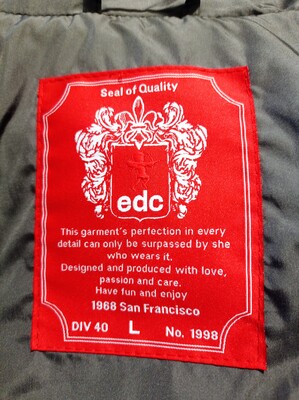 Seal of Quality
edc
This garment's perfection in every
detail can only be surpassed by she
who wears it.
Designed and produced with love,
passion and care.
Have fun and enjoy
1968 San Francisco
DIV 40 L No. 1998